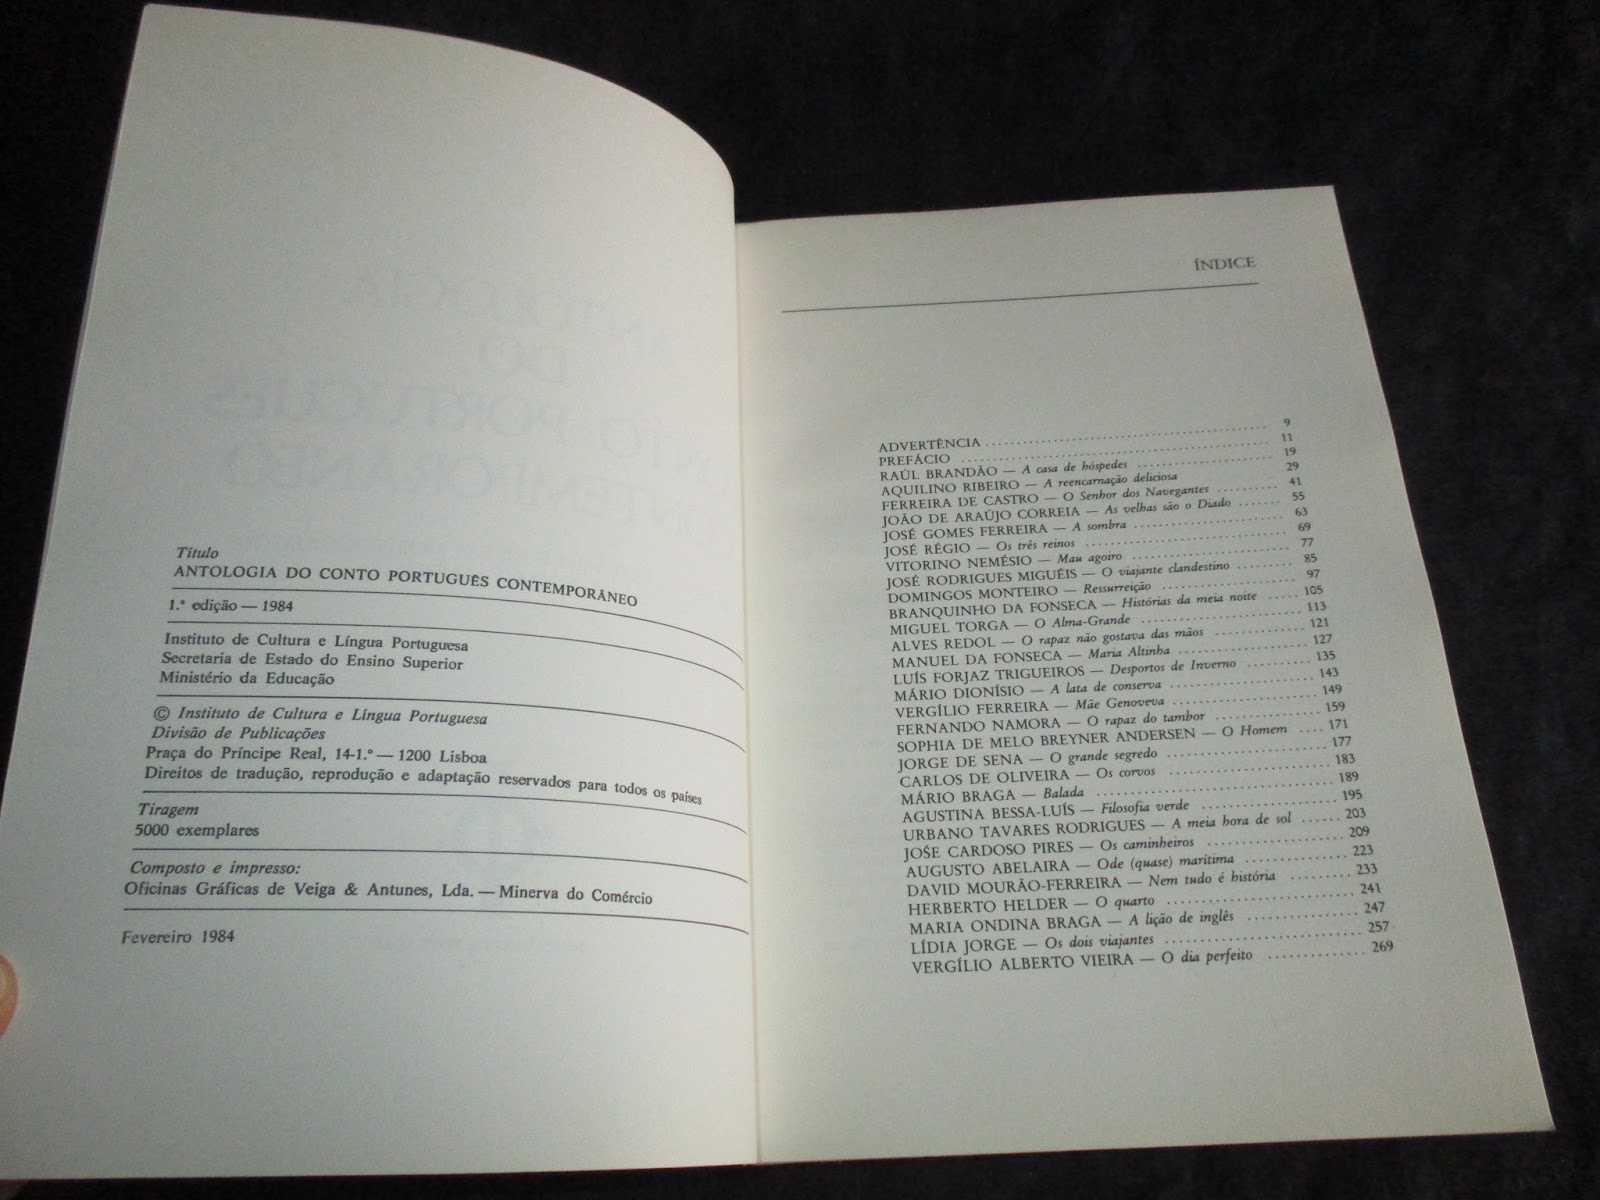 Título
ANTOLOGIA DO CONTO PORTUGUÊS CONTEMPORÂNEO
1.ª edição — 1984
Instituto de Cultura e Língua Portuguesa
Secretaria de Estado do Ensino Superior
Ministério da Educação
© Instituto de Cultura e Língua Portuguesa
Divisão de Publicações
Praça do Príncipe Real, 14-1.º — 1200 Lisboa
Direitos de tradução, reprodução e adaptação reservados para todos os países
Tiragem
5000 exemplares
Composto e impresso:
Oficinas Gráficas de Veiga & Antunes, Lda. — Minerva do Comércio
Fevereiro 1984
ÍNDICE
ADVERTÊNCIA ........ 9
PREFÁCIO ........ 11
RAÚL BRANDÃO — A casa de hóspedes ........ 19
AQUILINO RIBEIRO — A reencarnação deliciosa 29
FERREIRA DE CASTRO — O Senhor dos Navegantes ........ 41
JOÃO DE ARAÚJO CORREIA — As velhas são o Diado ........ 55
JOSÉ GOMES FERREIRA — A sombra ........ 63
JOSÉ RÉGIO — Os três reinos ........ 69
VITORINO NEMÉSIO — Mau agoiro ........ 77
JOSÉ RODRIGUES MIGUÉIS — O viajante clandestino ........ 85
DOMINGOS MONTEIRO — Ressurreição ........ 97
BRANQUINHO DA FONSECA — Histórias da meia noite ..... 105
MIGUEL TORGA — O Alma-Grande ........ 113
ALVES REDOL — O rapaz não gostava das mãos ........ 121
MANUEL DA FONSECA — Maria Altinha ........ 127
LUÍS FORJAZ TRIGUEIROS — Desportos de Inverno ........ 135
MÁRIO DIONÍSIO — A lata de conserva ........ 143
VERGÍLIO FERREIRA — Mãe Genoveva ........ 149
FERNANDO NAMORA — O rapaz do tambor ........ 159
SOPHIA DE MELO BREYNER ANDERSEN — O Homem .... 171
JORGE DE SENA — O grande segredo ........ 177
CARLOS DE OLIVEIRA — Os corvos ........ 183
MÁRIO BRAGA — Balada ........ 189
AGUSTINA BESSA-LUÍS — Filosofia verde ........ 195
URBANO TAVARES RODRIGUES — A meia hora de sol ...... 203
JOSÉ CARDOSO PIRES — Os caminheiros ........ 209
AUGUSTO ABELAIRA — Ode (quase) marítima ........ 223
DAVID MOURÃO-FERREIRA — Nem tudo é história ........ 233
HERBERTO HELDER — O quarto ........ 241
MARIA ONDINA BRAGA — A lição de inglês ........ 247
LÍDIA JORGE — Os dois viajantes ........ 257
VERGÍLIO ALBERTO VIEIRA — O dia perfeito ........ 269